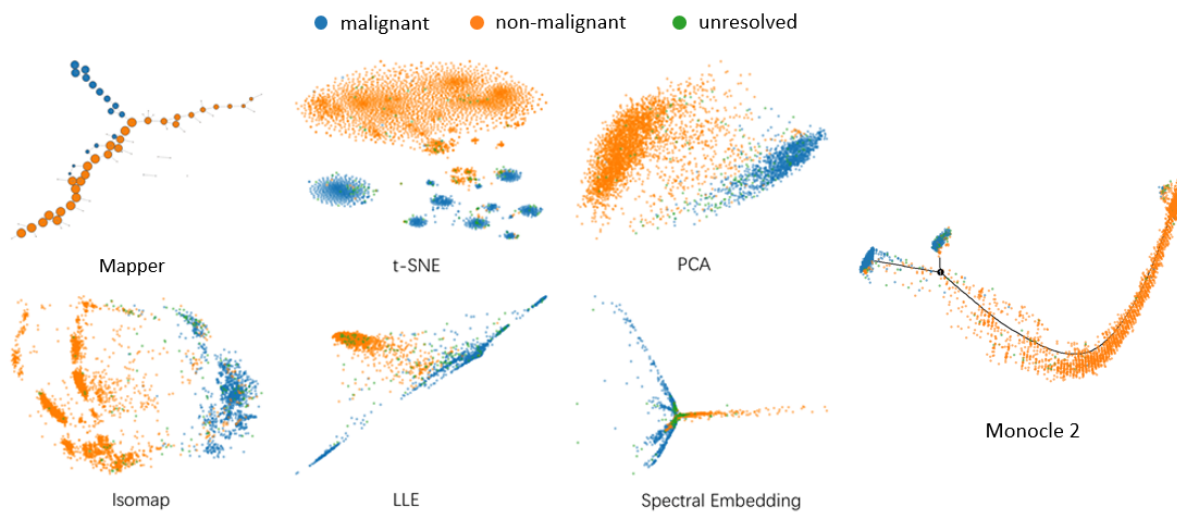 malignant non-malignant unresolved
Mapper t-SNE PCA
Monocle 2
Isomap LLE Spectral Embedding